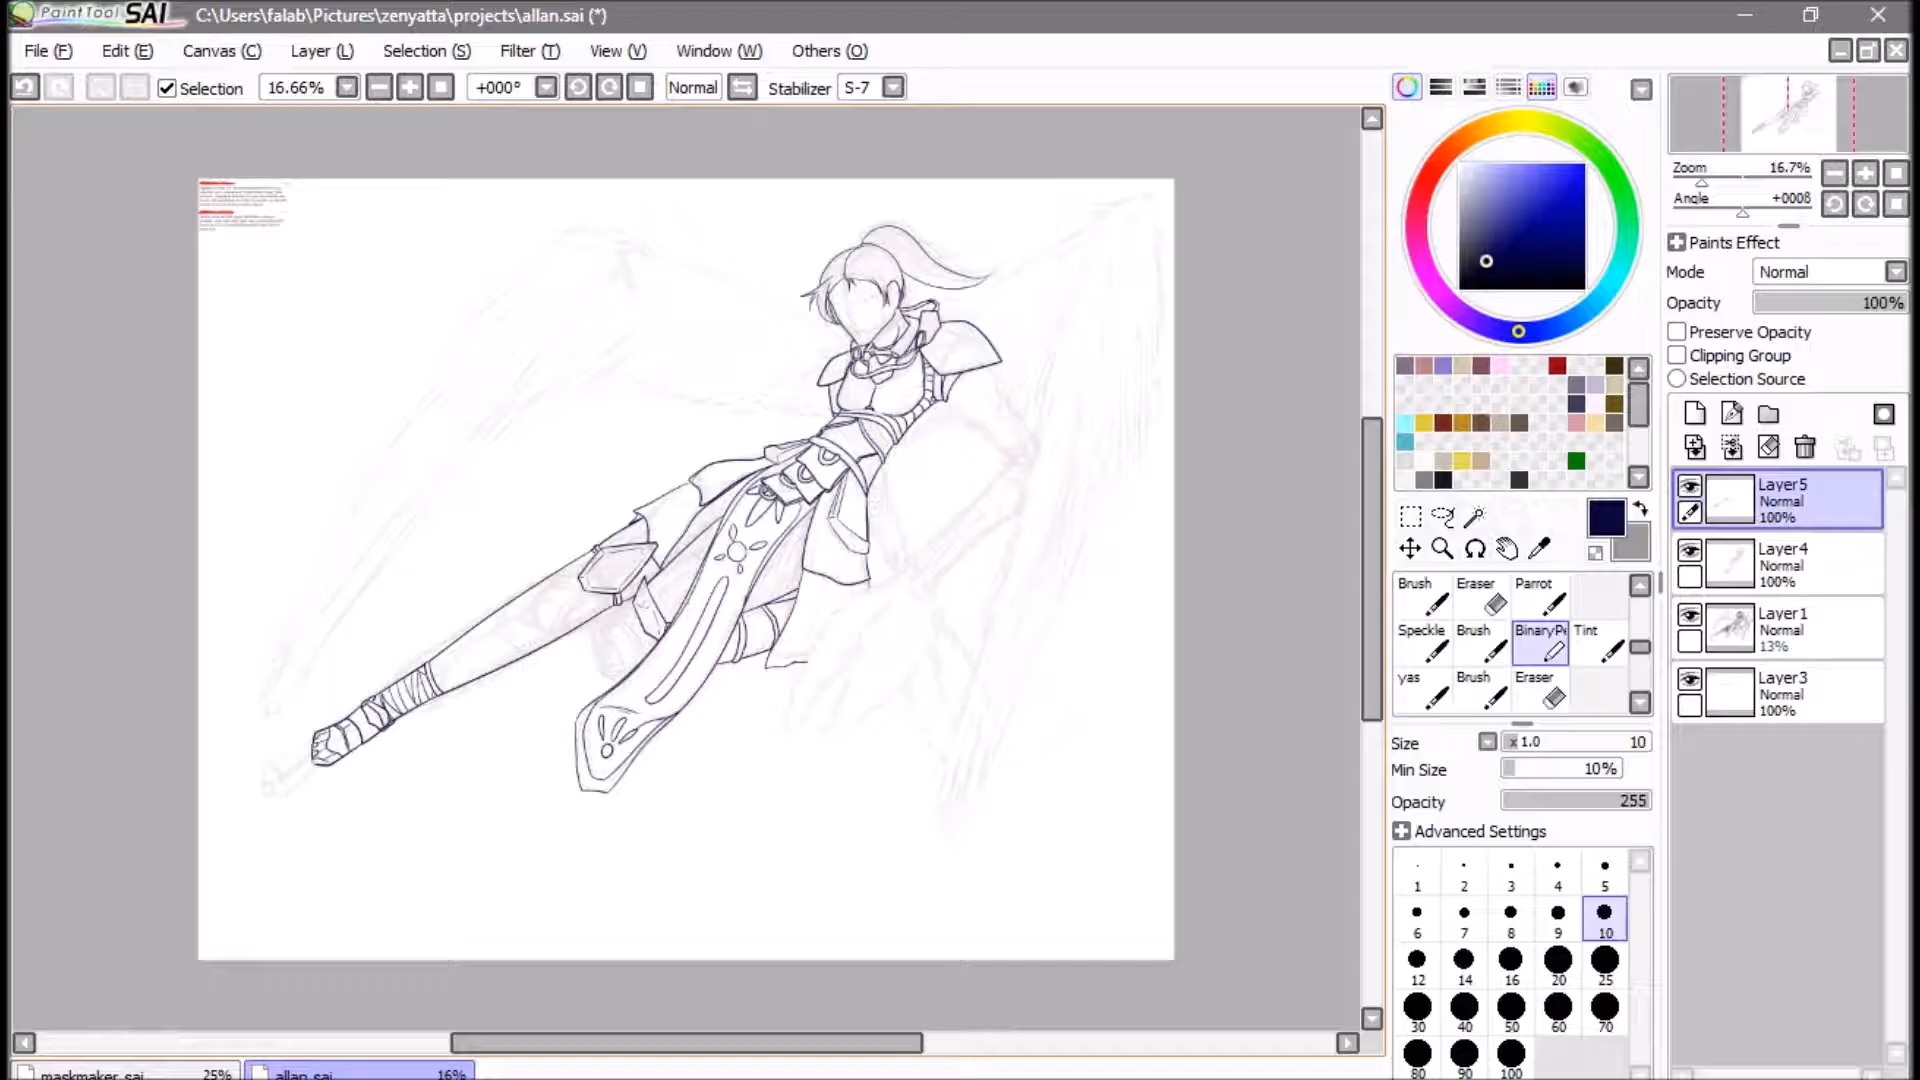 PaintTool SAI C:\Users\falab\Pictures\zenyatta\projects\allan.sai (*)
File (F) Edit (E) Canvas (C) Layer (L) Selection (S) Filter (T) View (V) Window (W) Others (O)
Selection 16.66% +000° Normal Stabilizer S-7
Zoom 16.7%
Angle +000
Paints Effect
Mode Normal
Opacity 100%
Preserve Opacity
Clipping Group
Selection Source
Layer5
Normal
100%
Layer4
Normal
100%
Layer1
Normal
13%
Layer3
Normal
100%
Brush Eraser Parrot
Speckle Brush BinaryPe Tint
yas Brush Eraser
Size x 1.0 10
Min Size 10%
Opacity 255
Advanced Settings
1 2 3 4 5
6 7 8 9 10
12 14 16 20 25
30 40 50 60 70
80 90 100
maskmaker.sai 25% allan.sai 16%